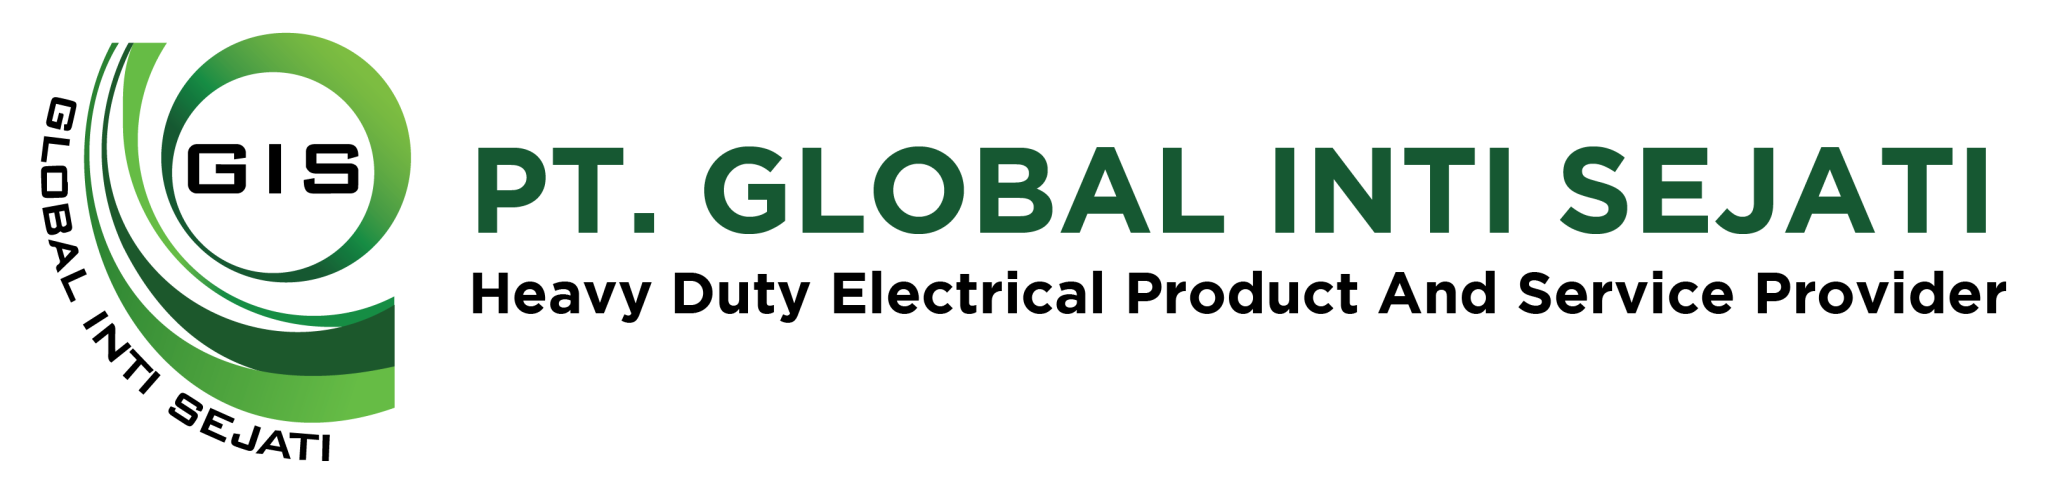 GIS
GLOBAL INTI SEJATI
PT. GLOBAL INTI SEJATI
Heavy Duty Electrical Product And Service Provider